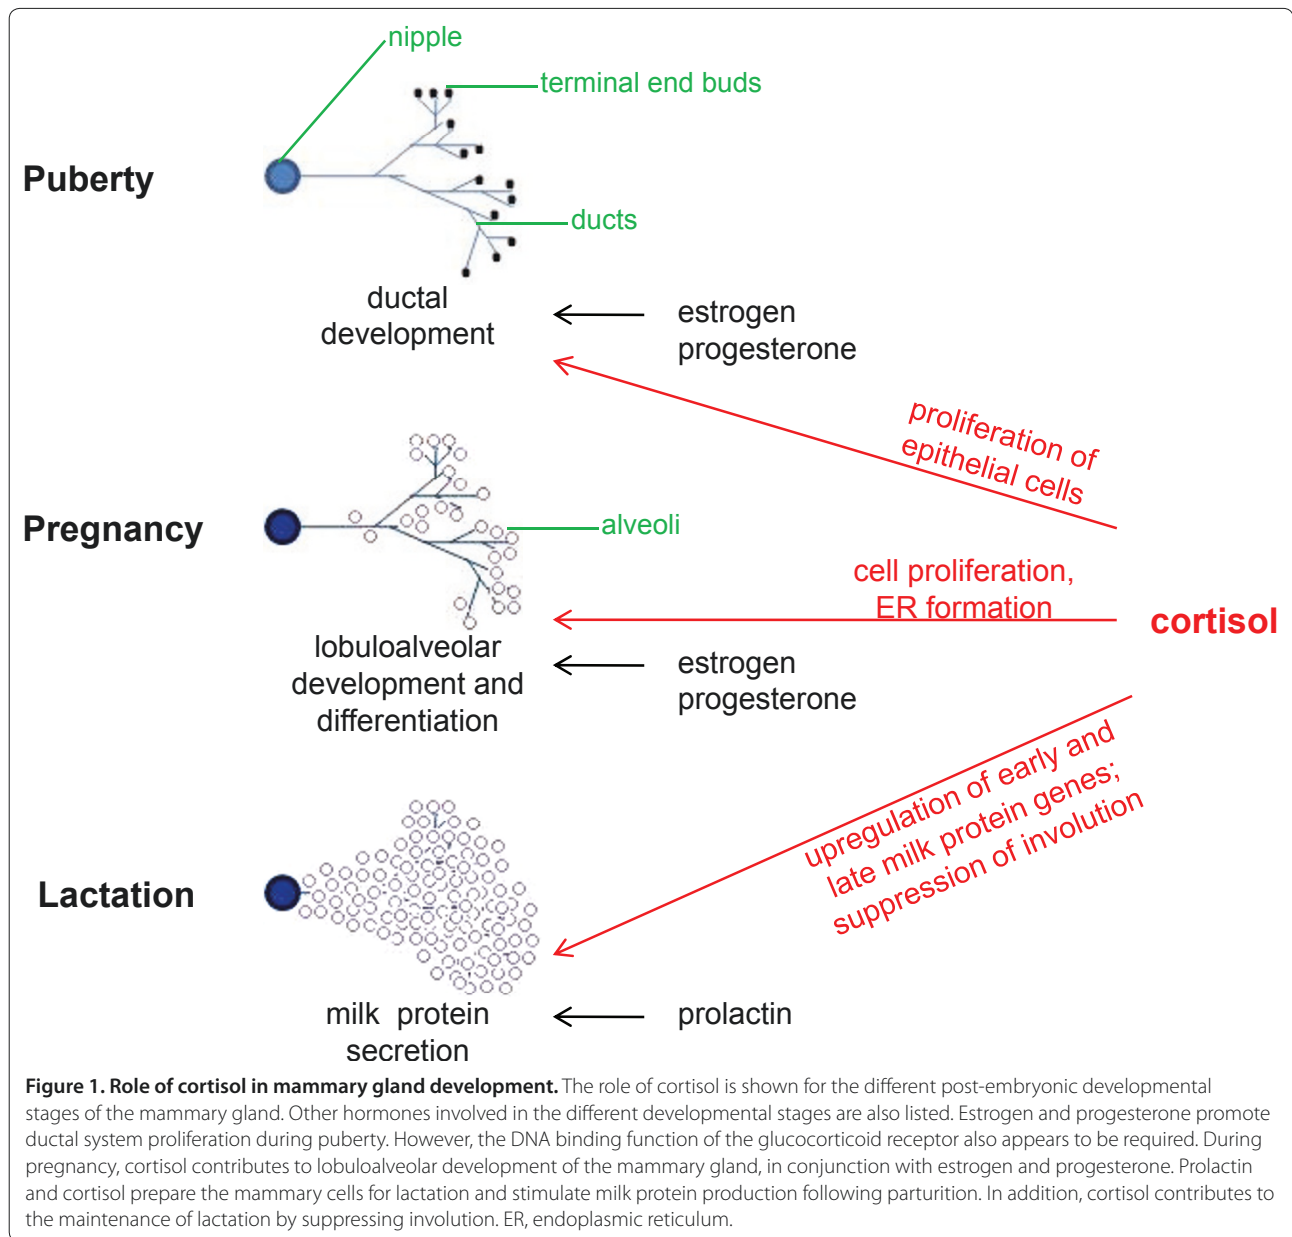 nipple
terminal end buds
Puberty
ducts
ductal
development
estrogen
progesterone
proliferation of
epithelial cells
Pregnancy
alveoli
cell proliferation,
ER formation
cortisol
lobuloalveolar
development and
differentiation
estrogen
progesterone
upregulation of early and
late milk protein genes;
suppression of involution
Lactation
milk protein
secretion
prolactin
Figure 1. Role of cortisol in mammary gland development. The role of cortisol is shown for the different post-embryonic developmental
stages of the mammary gland. Other hormones involved in the different developmental stages are also listed. Estrogen and progesterone promote
ductal system proliferation during puberty. However, the DNA binding function of the glucocorticoid receptor also appears to be required. During
pregnancy, cortisol contributes to lobuloalveolar development of the mammary gland, in conjunction with estrogen and progesterone. Prolactin
and cortisol prepare the mammary cells for lactation and stimulate milk protein production following parturition. In addition, cortisol contributes to
the maintenance of lactation by suppressing involution. ER, endoplasmic reticulum.